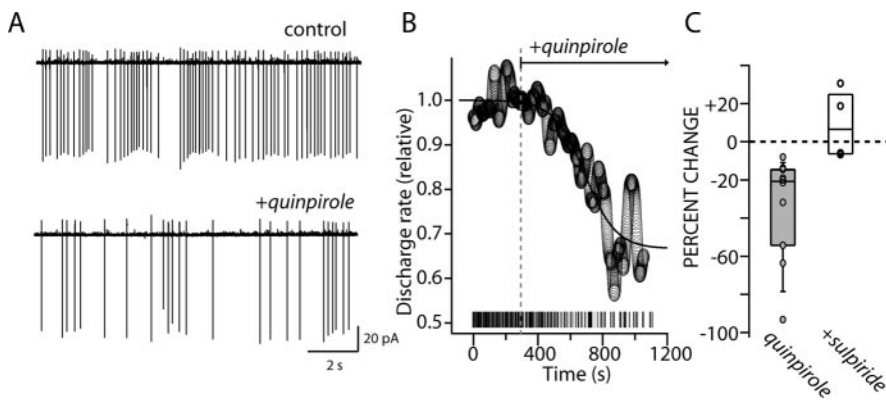 A
control
+quinpirole
20 pA
2 s
B
+quinpirole
Discharge rate (relative)
1.0
0.9
0.8
0.7
0.6
0.5
0
400
800
1200
Time (s)
C
PERCENT CHANGE
+20
0
-20
-60
-100
quinpirole
+sulpiride